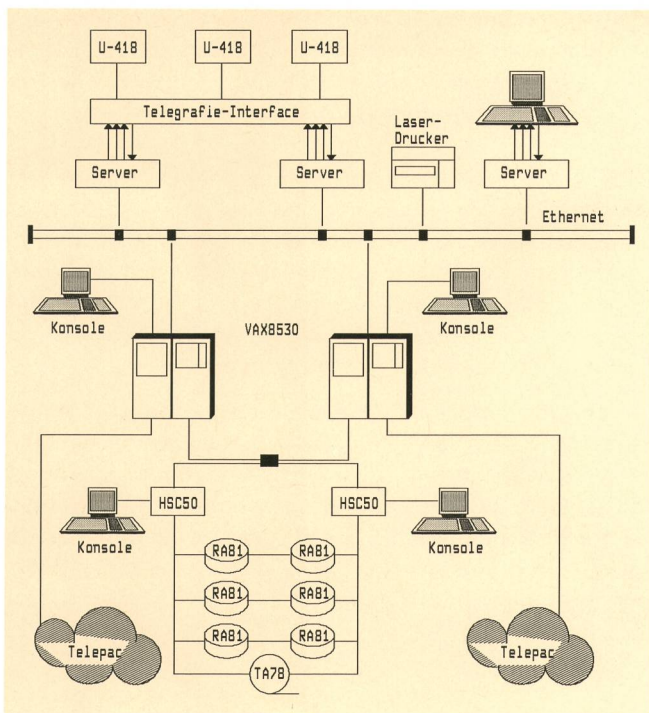 U-418 U-418 U-418
Telegrafie-Interface
Laser-
Drucker
Server Server Server
Ethernet
Konsole VAX8530 Konsole
HSC50 HSC50
Konsole Konsole
RA81 RA81
RA81 RA81
RA81 RA81
Telepac Telepac
TA78